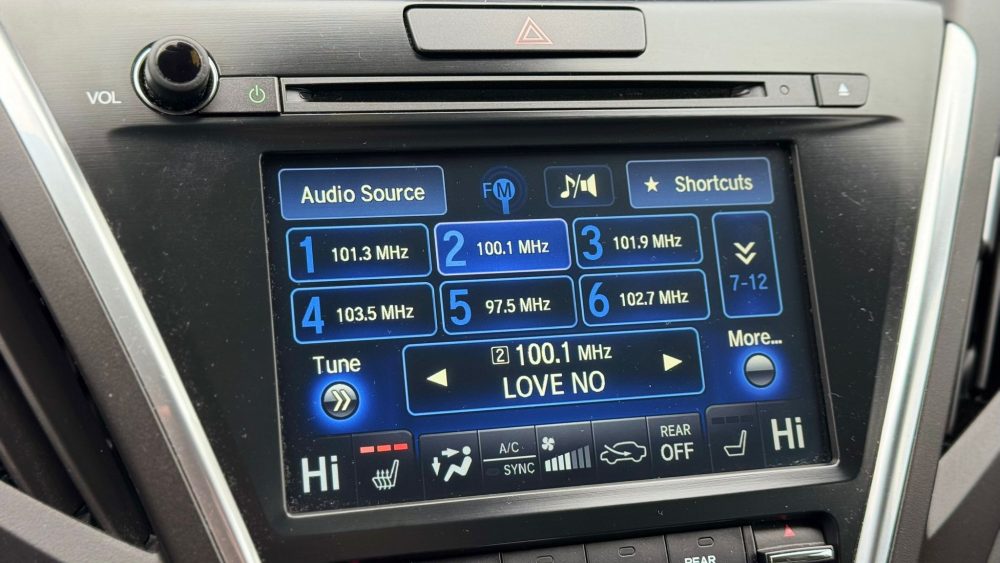 VOL
Audio Source
FM
★ Shortcuts
1 101.3 MHz
2 100.1 MHz
3 101.9 MHz
7-12
4 103.5 MHz
5 97.5 MHz
6 102.7 MHz
Tune
2 100.1 MHz
LOVE NO
More...
Hi
A/C
SYNC
REAR
OFF
Hi
REAR